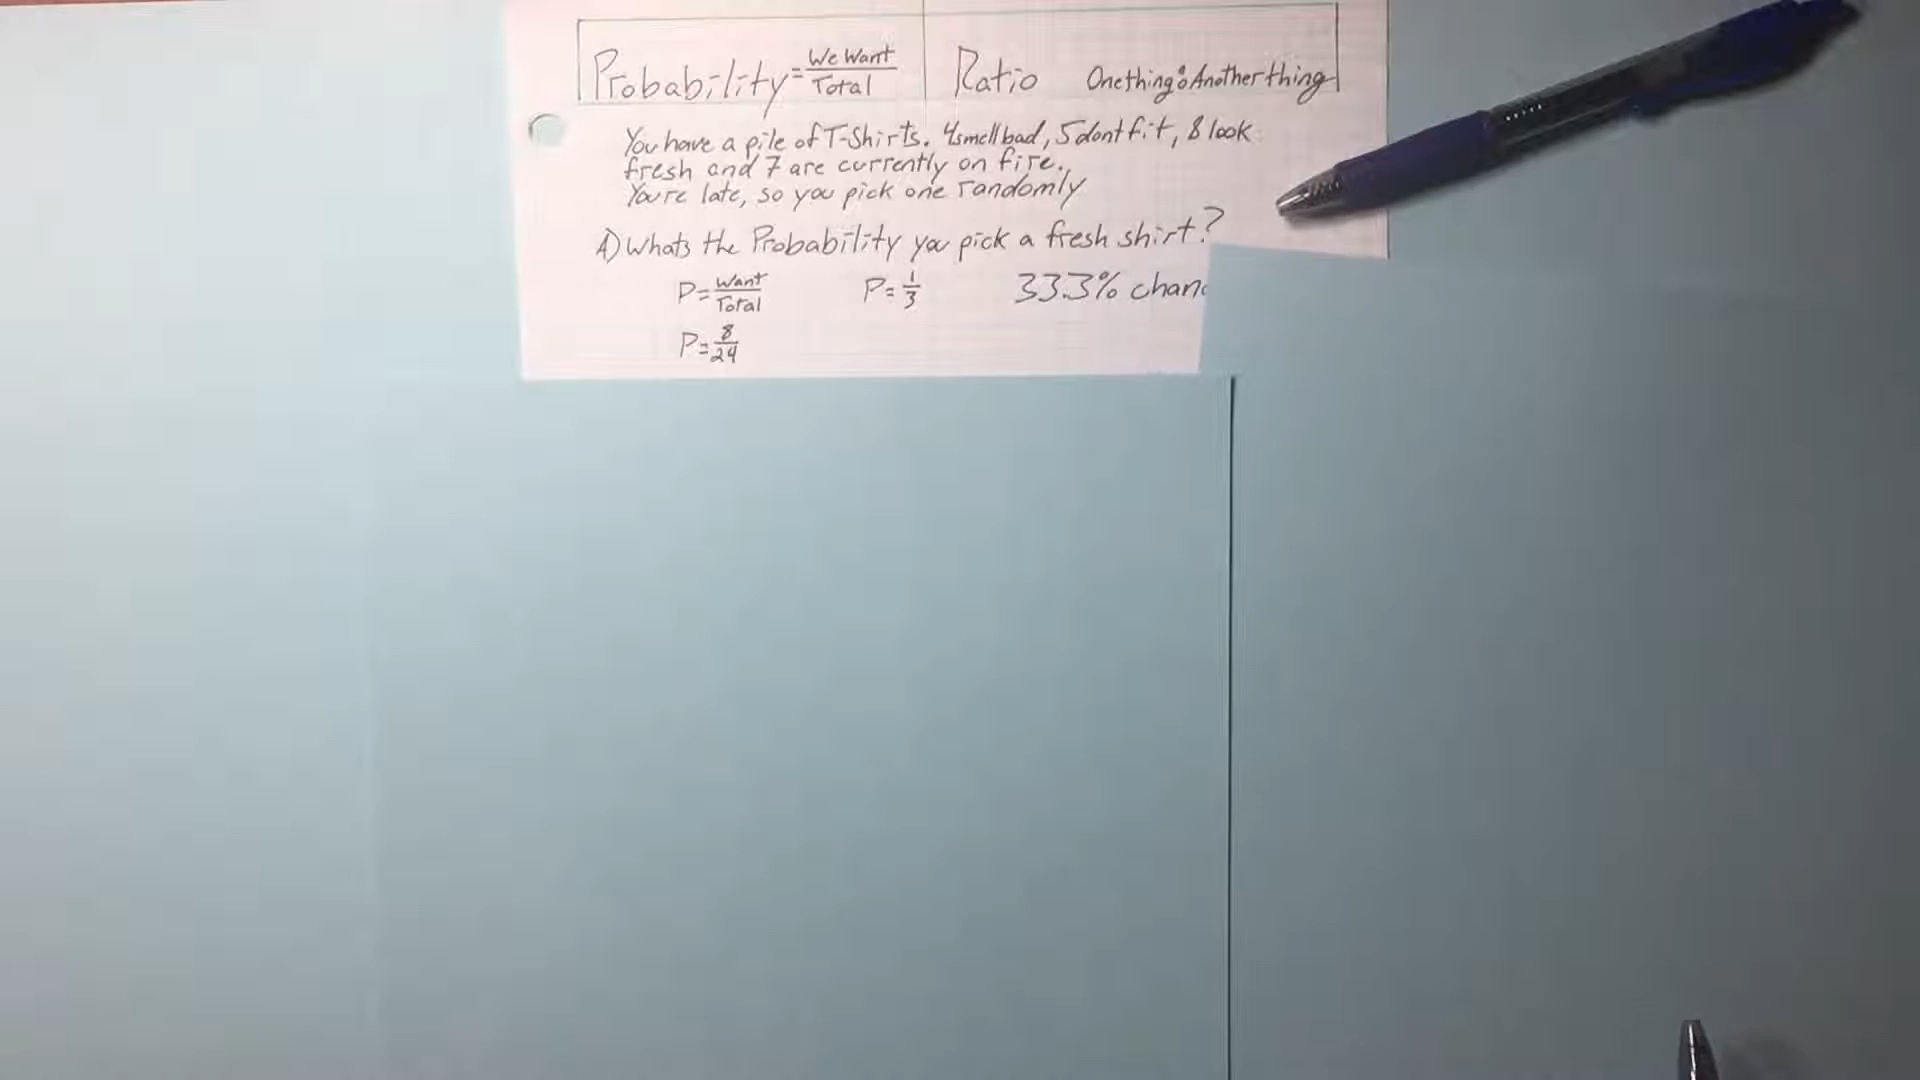 Probability = We Want / Total
Ratio One thing : Another thing
You have a pile of T-Shirts. 4 smell bad, 5 dont fit, 8 look
fresh and 7 are currently on fire.
You're late, so you pick one randomly
A) Whats the Probability you pick a fresh shirt?
P = Want / Total P = 1/3 33.3% chanc
P = 8/24